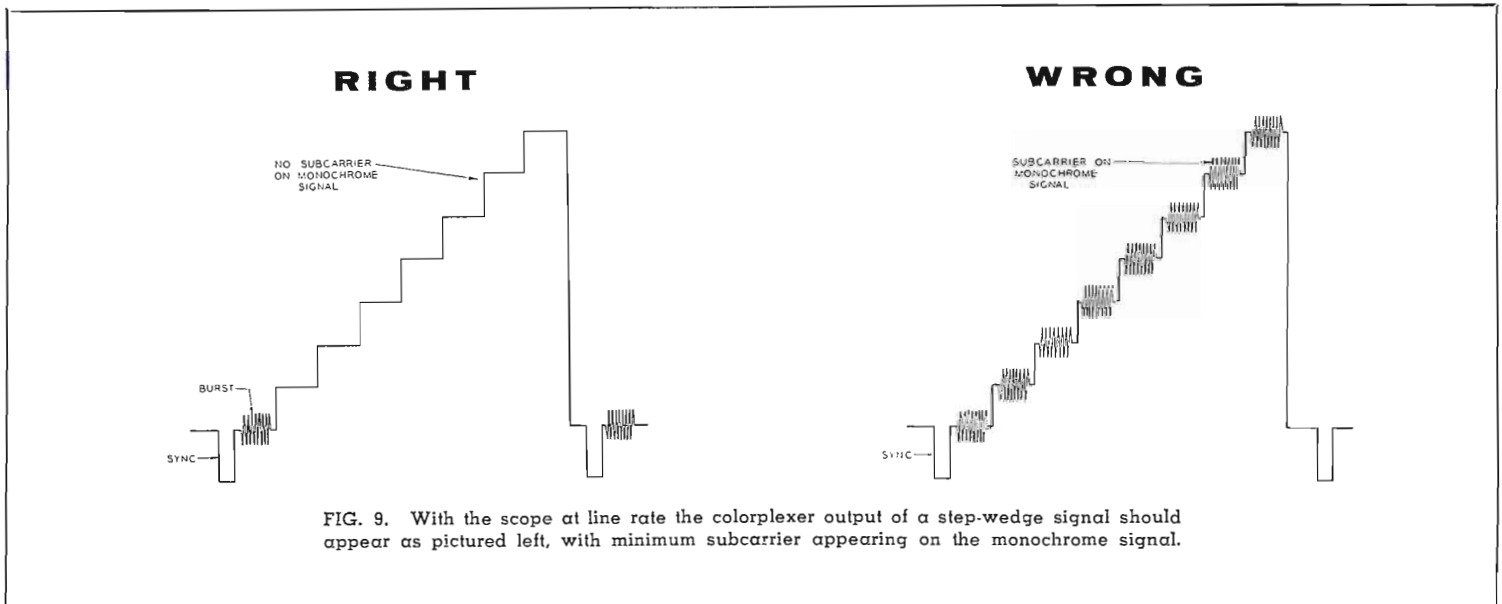 RIGHT
WRONG
NO SUBCARRIER
ON MONOCHROME
SIGNAL
SUBCARRIER ON
MONOCHROME
SIGNAL
BURST
SYNC
SYNC
FIG. 9. With the scope at line rate the colorplexer output of a step-wedge signal should
appear as pictured left, with minimum subcarrier appearing on the monochrome signal.